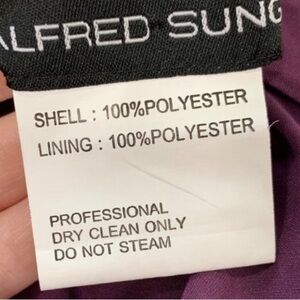 ALFRED SUNG
SHELL : 100%POLYESTER
LINING : 100%POLYESTER
PROFESSIONAL
DRY CLEAN ONLY
DO NOT STEAM